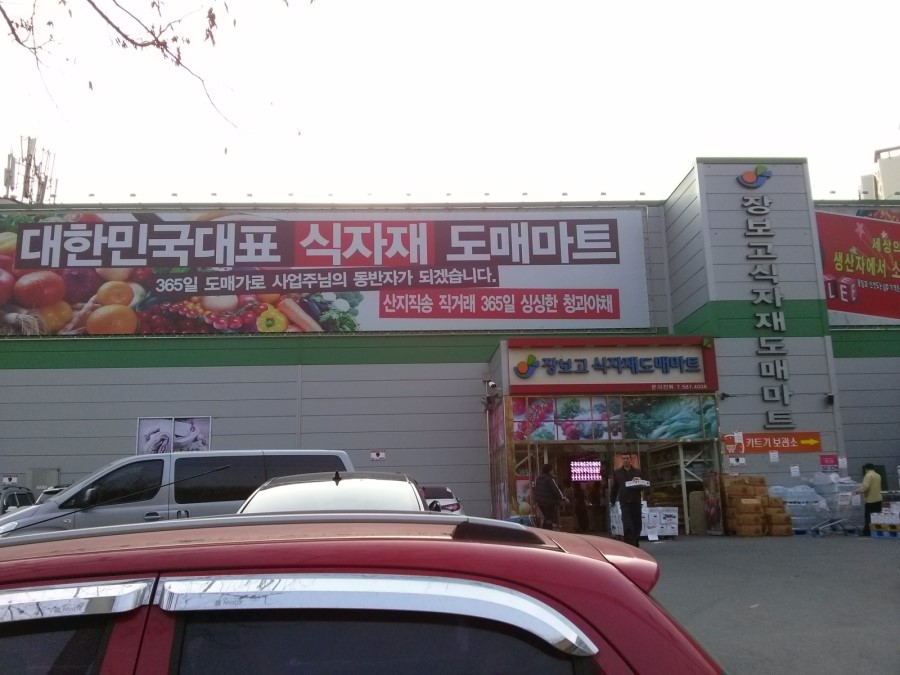 대한민국대표 식자재 도매마트
365일 도매가로 사업주님의 동반자가 되겠습니다.
산지직송 직거래 365일 싱싱한 청과야채
장보고식자재도매마트
세상의
생산자에서 소
장보고 식자재도매마트
카트기 보관소